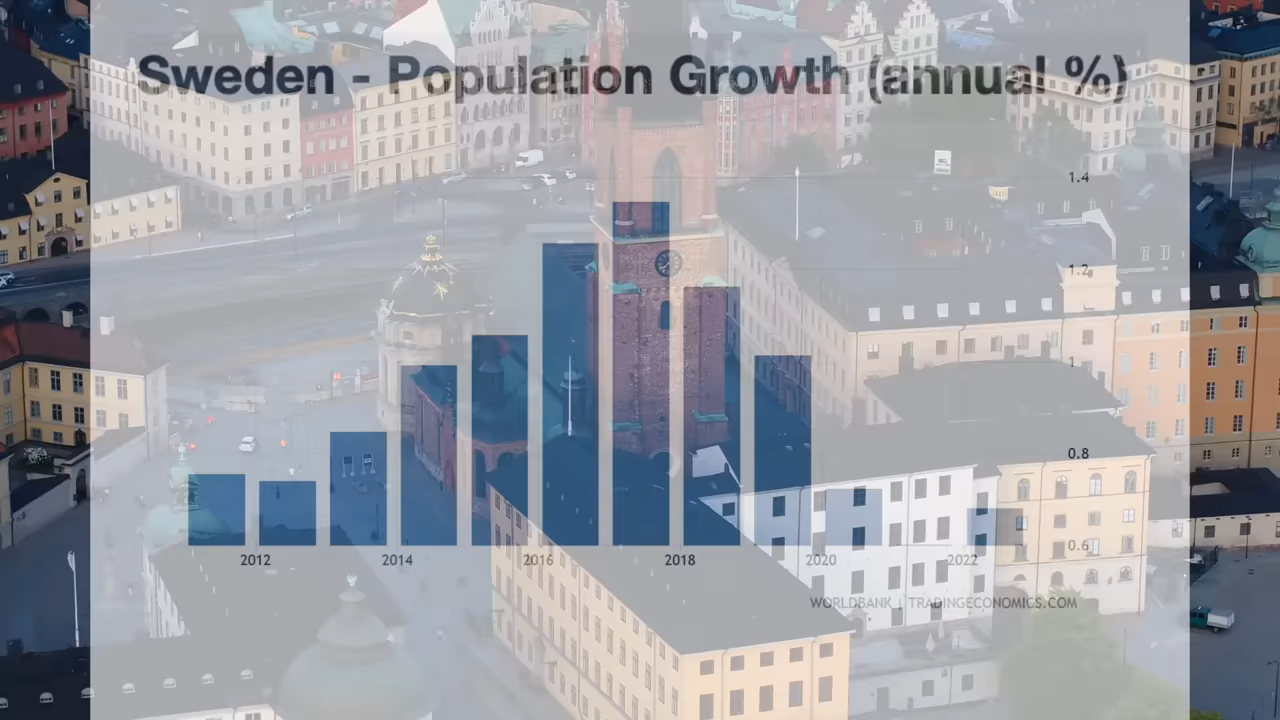 Sweden - Population Growth (annual %)
1.4
1.2
1
0.8
0.6
2012 2014 2016 2018 2020 2022
WORLDBANK | TRADINGECONOMICS.COM